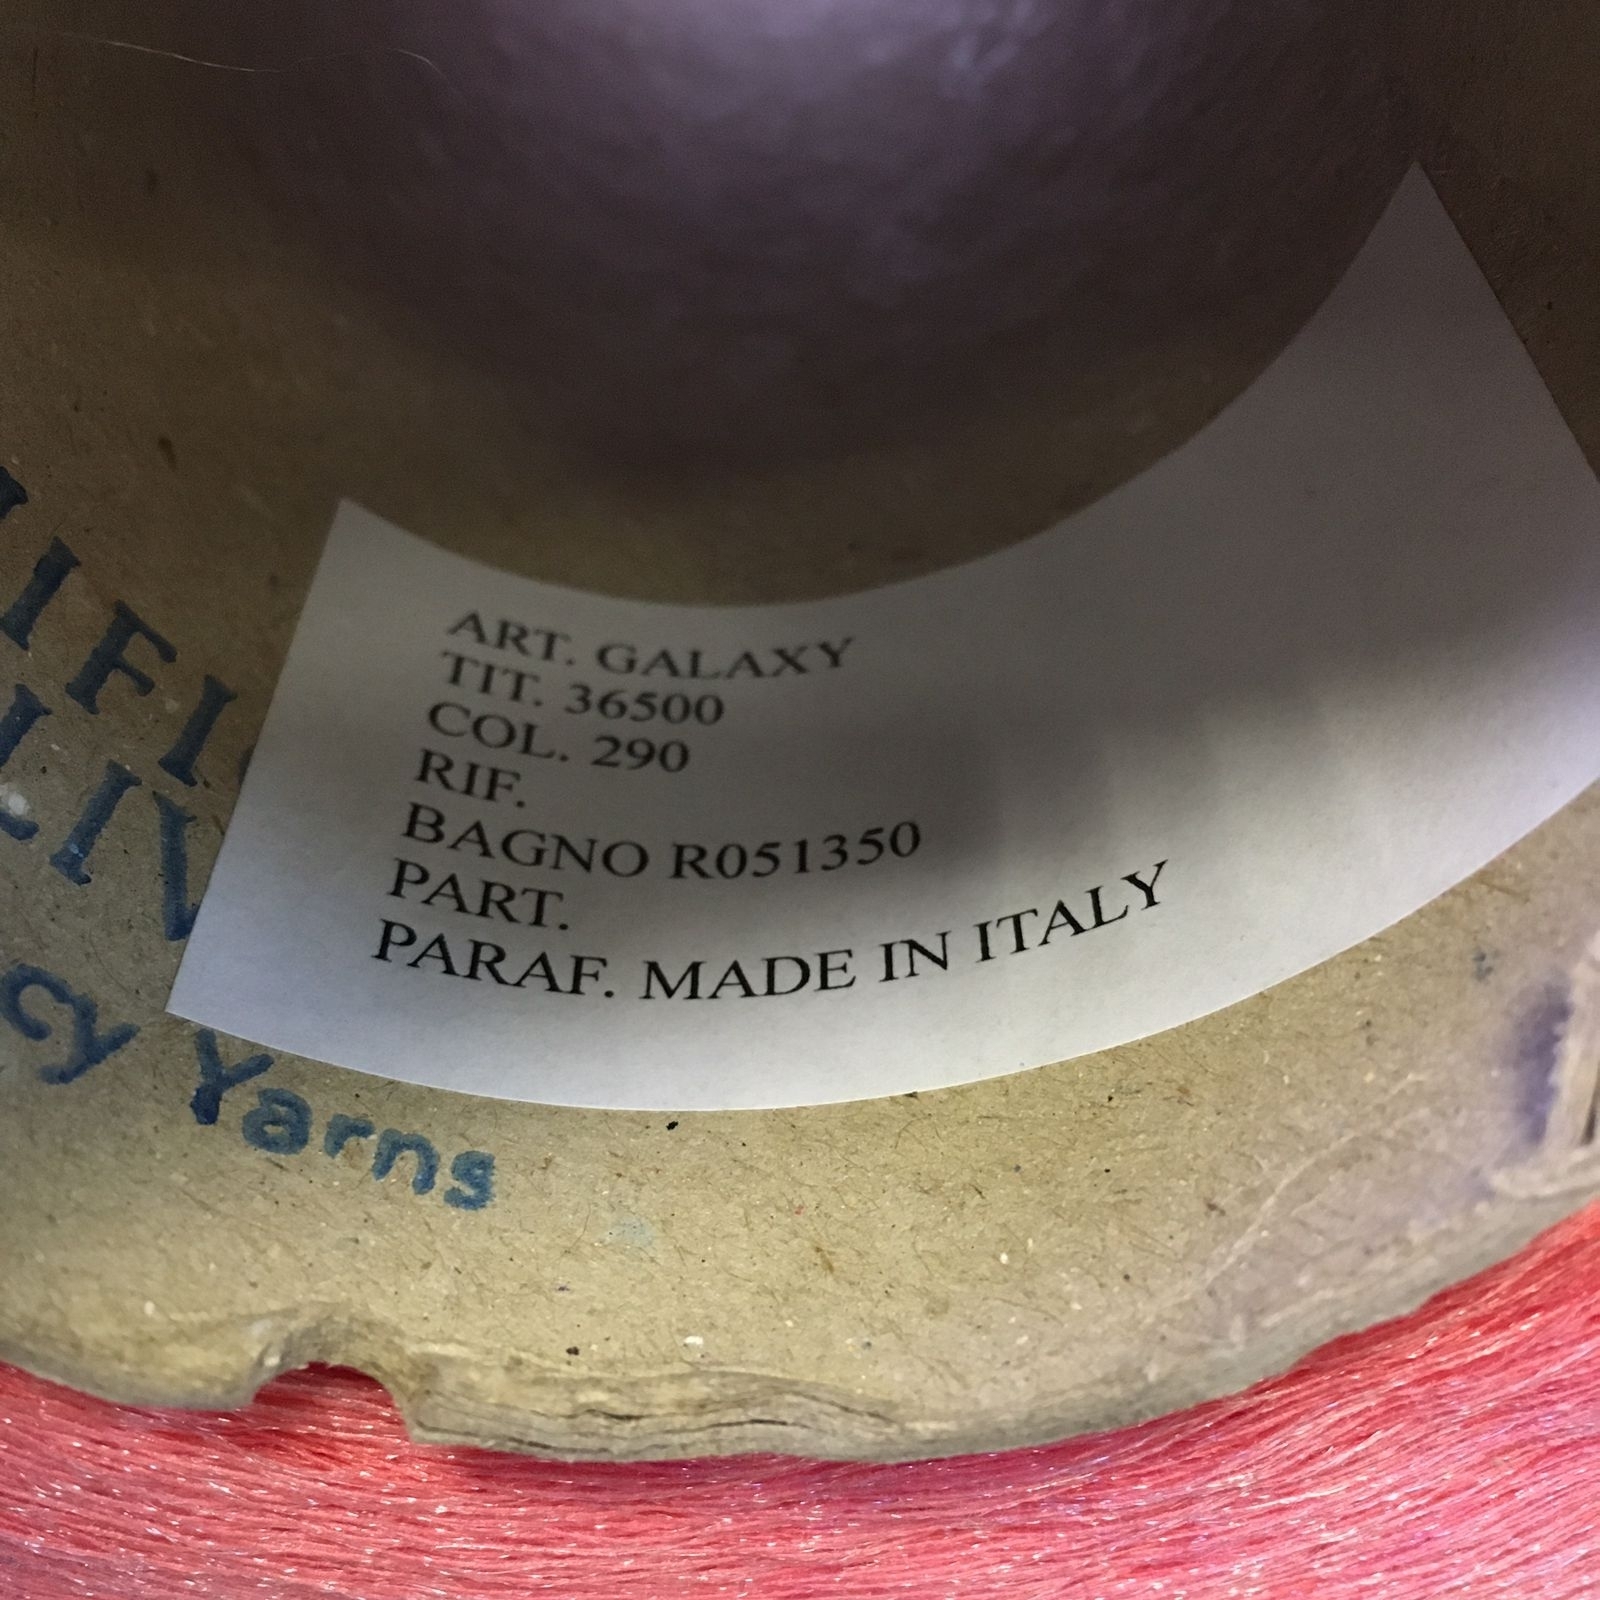 ART. GALAXY
TIT. 36500
COL. 290
RIF.
BAGNO R051350
PART.
PARAF. MADE IN ITALY
Yarns